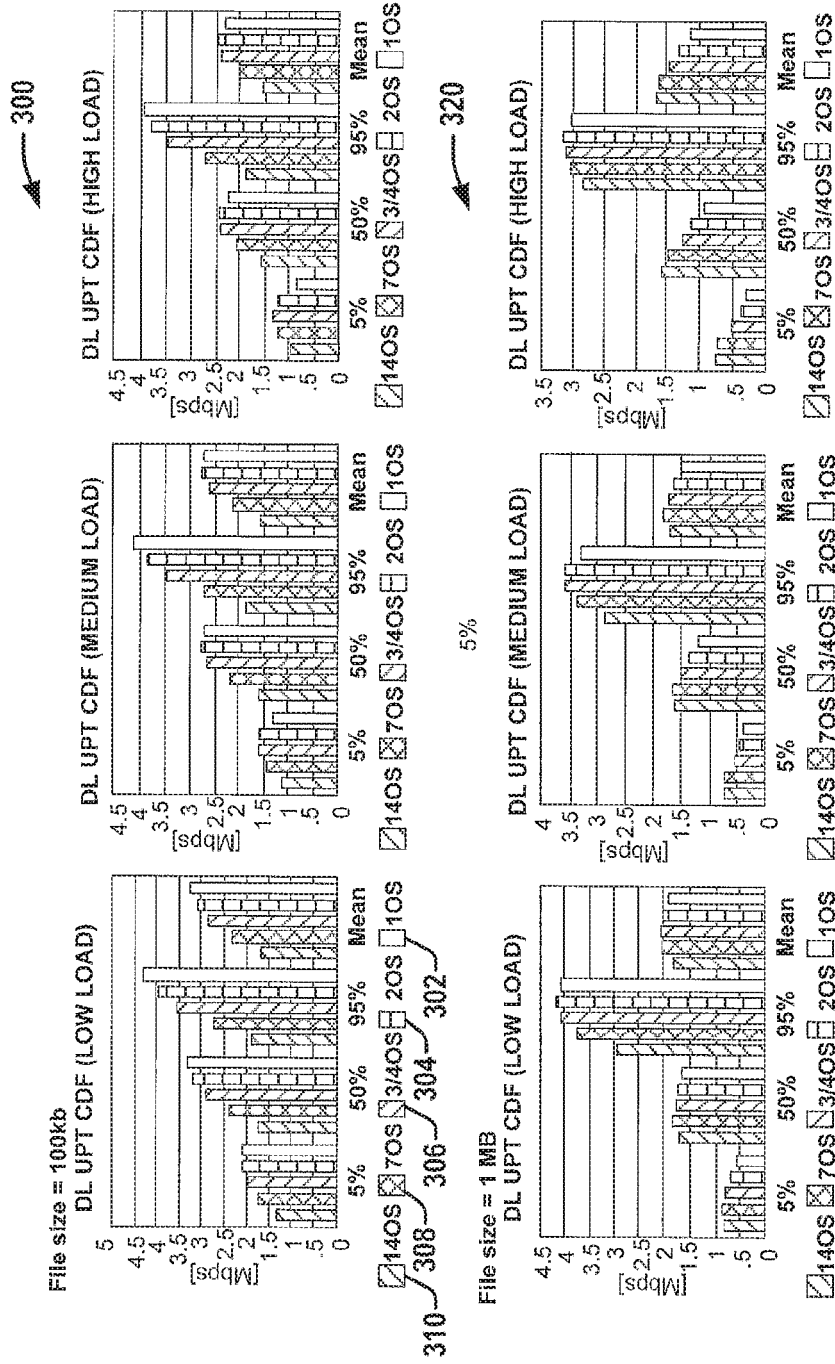 300
File size = 100kb
DL UPT CDF (LOW LOAD)
[Mbps]
5
4.5
4
3.5
3
2.5
2
1.5
1
.5
0
5% 50% 95% Mean
14OS 7OS 3/4OS 2OS 1OS
310
308
306
304
302
DL UPT CDF (MEDIUM LOAD)
[Mbps]
4.5
4
3.5
3
2.5
2
1.5
1
.5
0
5% 50% 95% Mean
14OS 7OS 3/4OS 2OS 1OS
DL UPT CDF (HIGH LOAD)
[Mbps]
4.5
4
3.5
3
2.5
2
1.5
1
.5
0
5% 50% 95% Mean
14OS 7OS 3/4OS 2OS 1OS
320
5%
File size = 1 MB
DL UPT CDF (LOW LOAD)
[Mbps]
4.5
4
3.5
3
2.5
2
1.5
1
.5
0
5% 50% 95% Mean
14OS 7OS 3/4OS 2OS 1OS
DL UPT CDF (MEDIUM LOAD)
[Mbps]
4
3.5
3
2.5
2
1.5
1
.5
0
5% 50% 95% Mean
14OS 7OS 3/4OS 2OS 1OS
DL UPT CDF (HIGH LOAD)
[Mbps]
3.5
3
2.5
2
1.5
1
.5
0
5% 50% 95% Mean
14OS 7OS 3/4OS 2OS 1OS